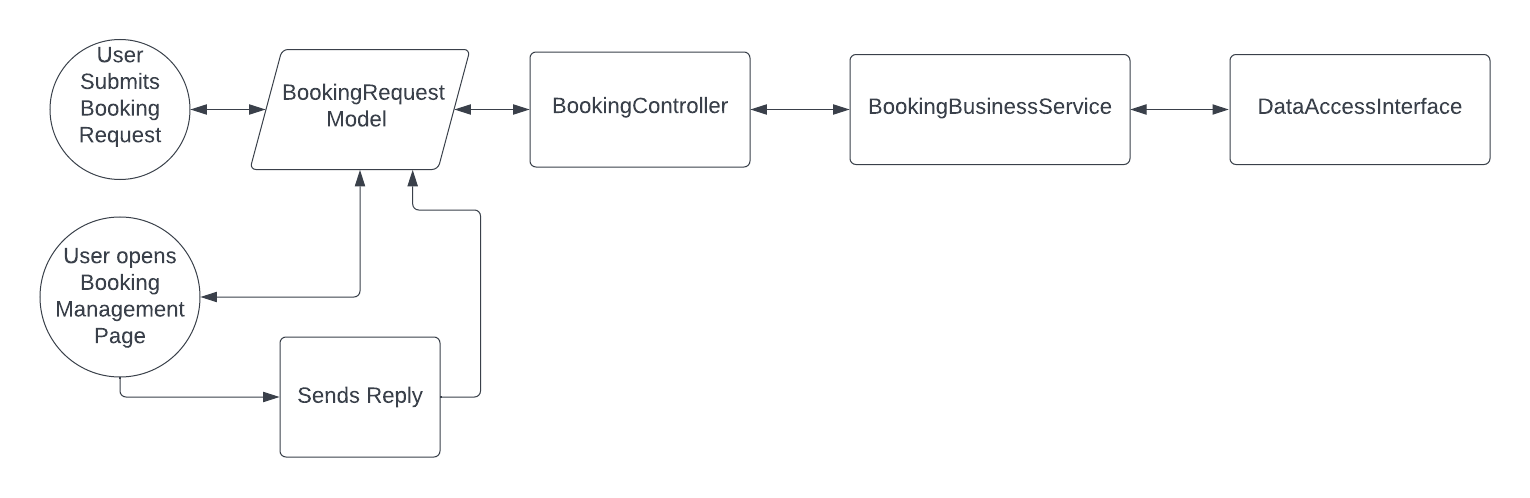 User
Submits
Booking
Request
BookingRequest
Model
BookingController
BookingBusinessService
DataAccessInterface
User opens
Booking
Management
Page
Sends Reply